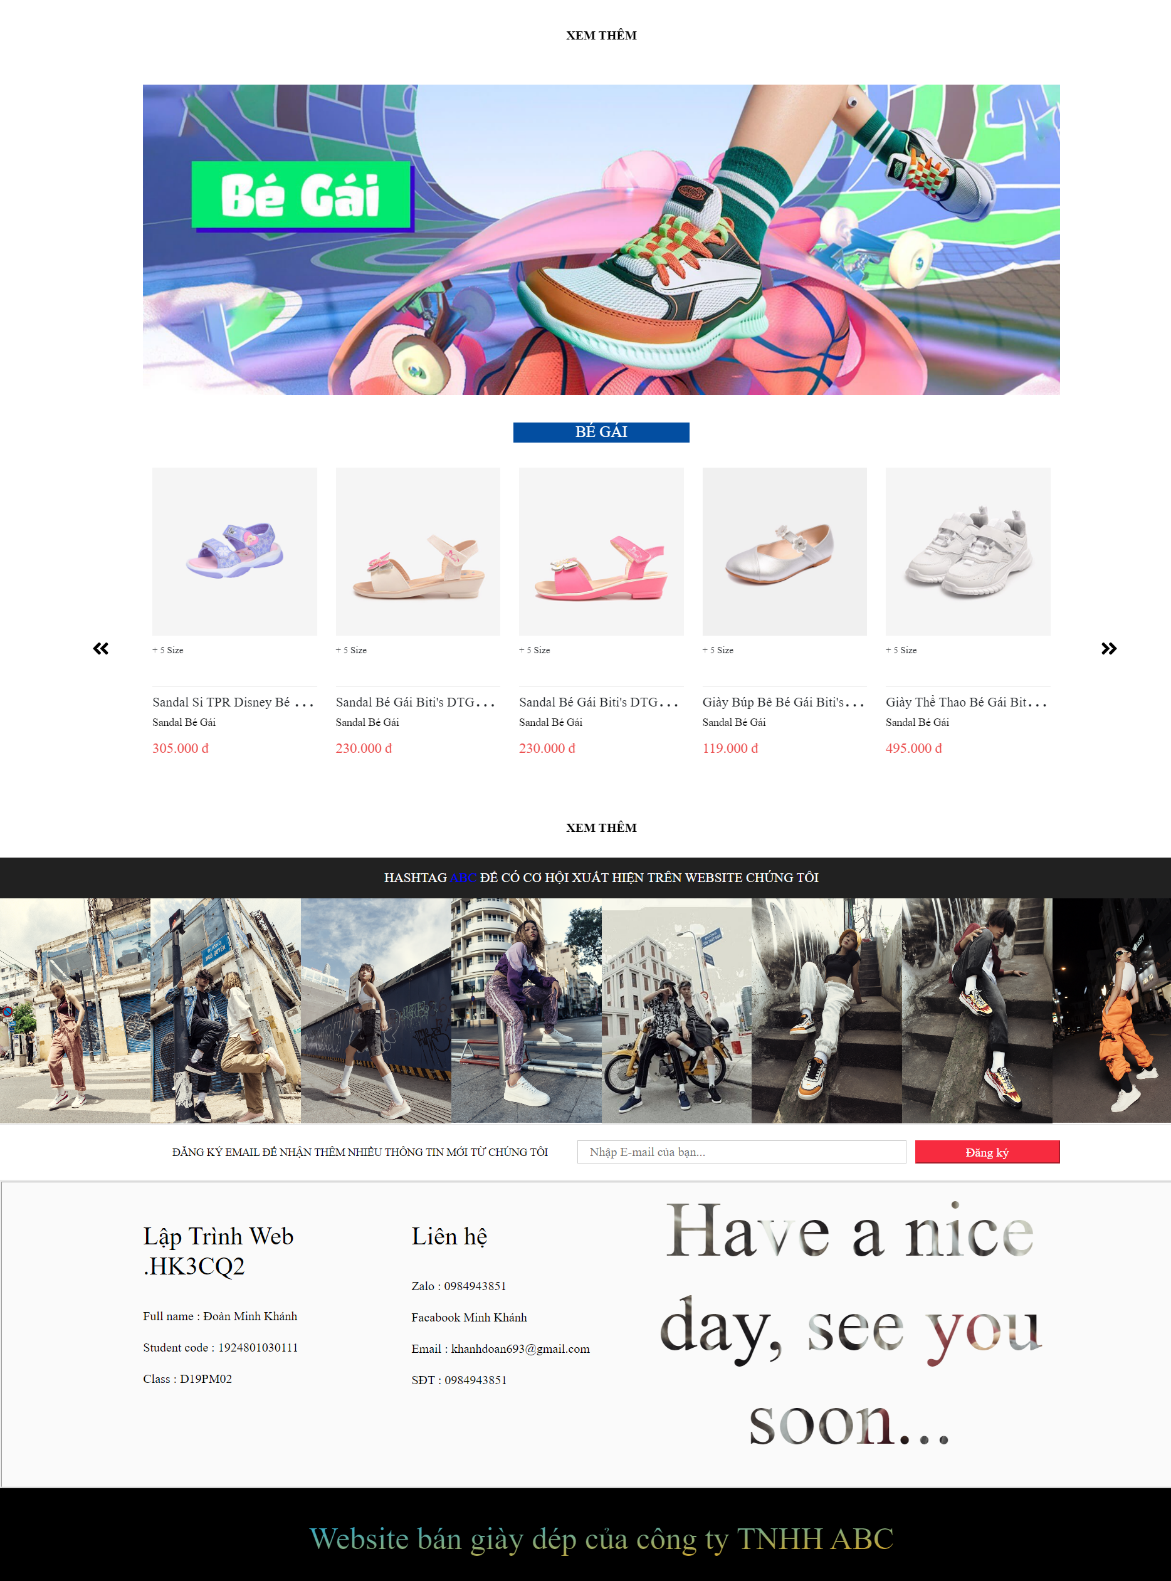 XEM THÊM
Bé Gái
BÉ GÁI
+ 5 Size
+ 5 Size
+ 5 Size
+ 5 Size
+ 5 Size
Sandal Si TPR Disney Bé ...
Sandal Bé Gái Biti's DTG...
Sandal Bé Gái Biti's DTG...
Giày Búp Bê Bé Gái Biti's...
Giày Thể Thao Bé Gái Bit...
Sandal Bé Gái
Sandal Bé Gái
Sandal Bé Gái
Sandal Bé Gái
Sandal Bé Gái
305.000 đ
230.000 đ
230.000 đ
119.000 đ
495.000 đ
XEM THÊM
HASHTAG ABC ĐỂ CÓ CƠ HỘI XUẤT HIỆN TRÊN WEBSITE CHÚNG TÔI
ĐĂNG KÝ EMAIL ĐỂ NHẬN THÊM NHIỀU THÔNG TIN MỚI TỪ CHÚNG TÔI
Nhập E-mail của bạn...
Đăng ký
Lập Trình Web
.HK3CQ2
Full name : Đoàn Minh Khánh
Student code : 1924801030111
Class : D19PM02
Liên hệ
Zalo : 0984943851
Facabook Minh Khánh
Email : khanhdoan693@gmail.com
SĐT : 0984943851
Have a nice
day, see you
soon...
Website bán giày dép của công ty TNHH ABC